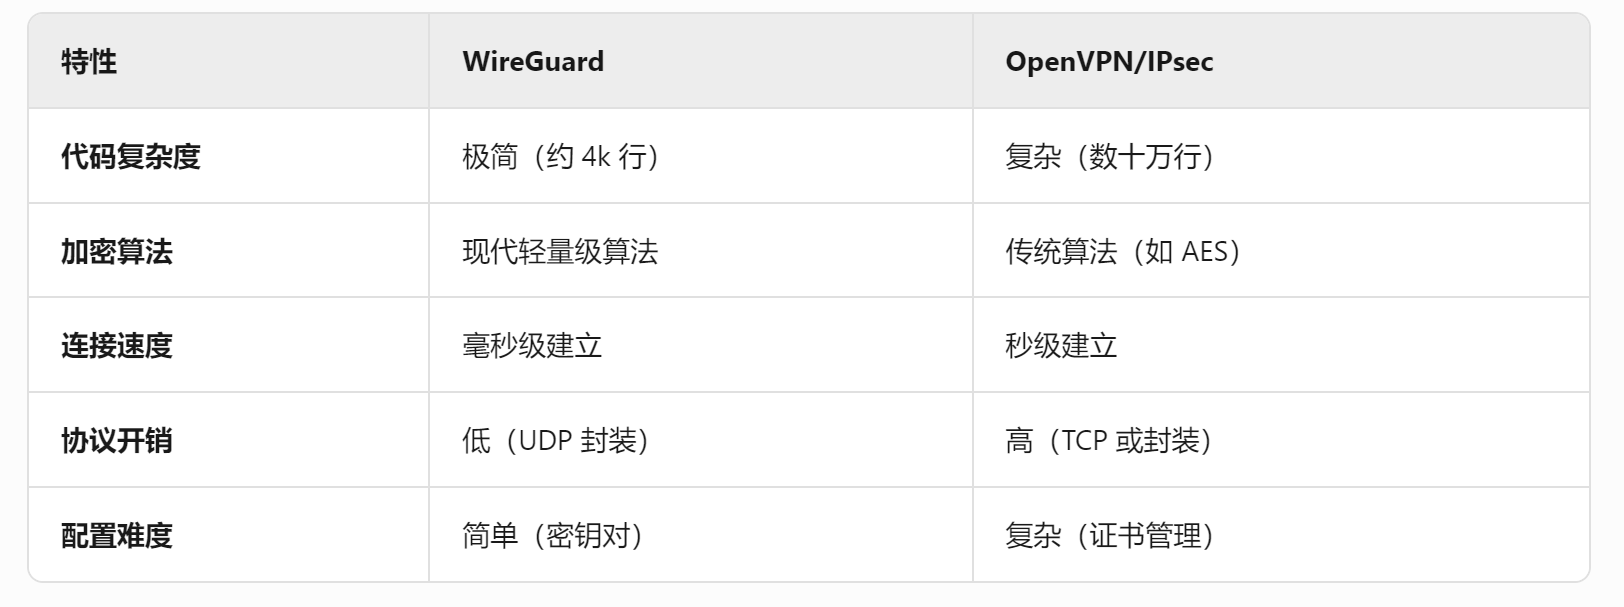 特性 WireGuard OpenVPN/IPsec
代码复杂度 极简（约 4k 行） 复杂（数十万行）
加密算法 现代轻量级算法 传统算法（如 AES）
连接速度 毫秒级建立 秒级建立
协议开销 低（UDP 封装） 高（TCP 或封装）
配置难度 简单（密钥对） 复杂（证书管理）